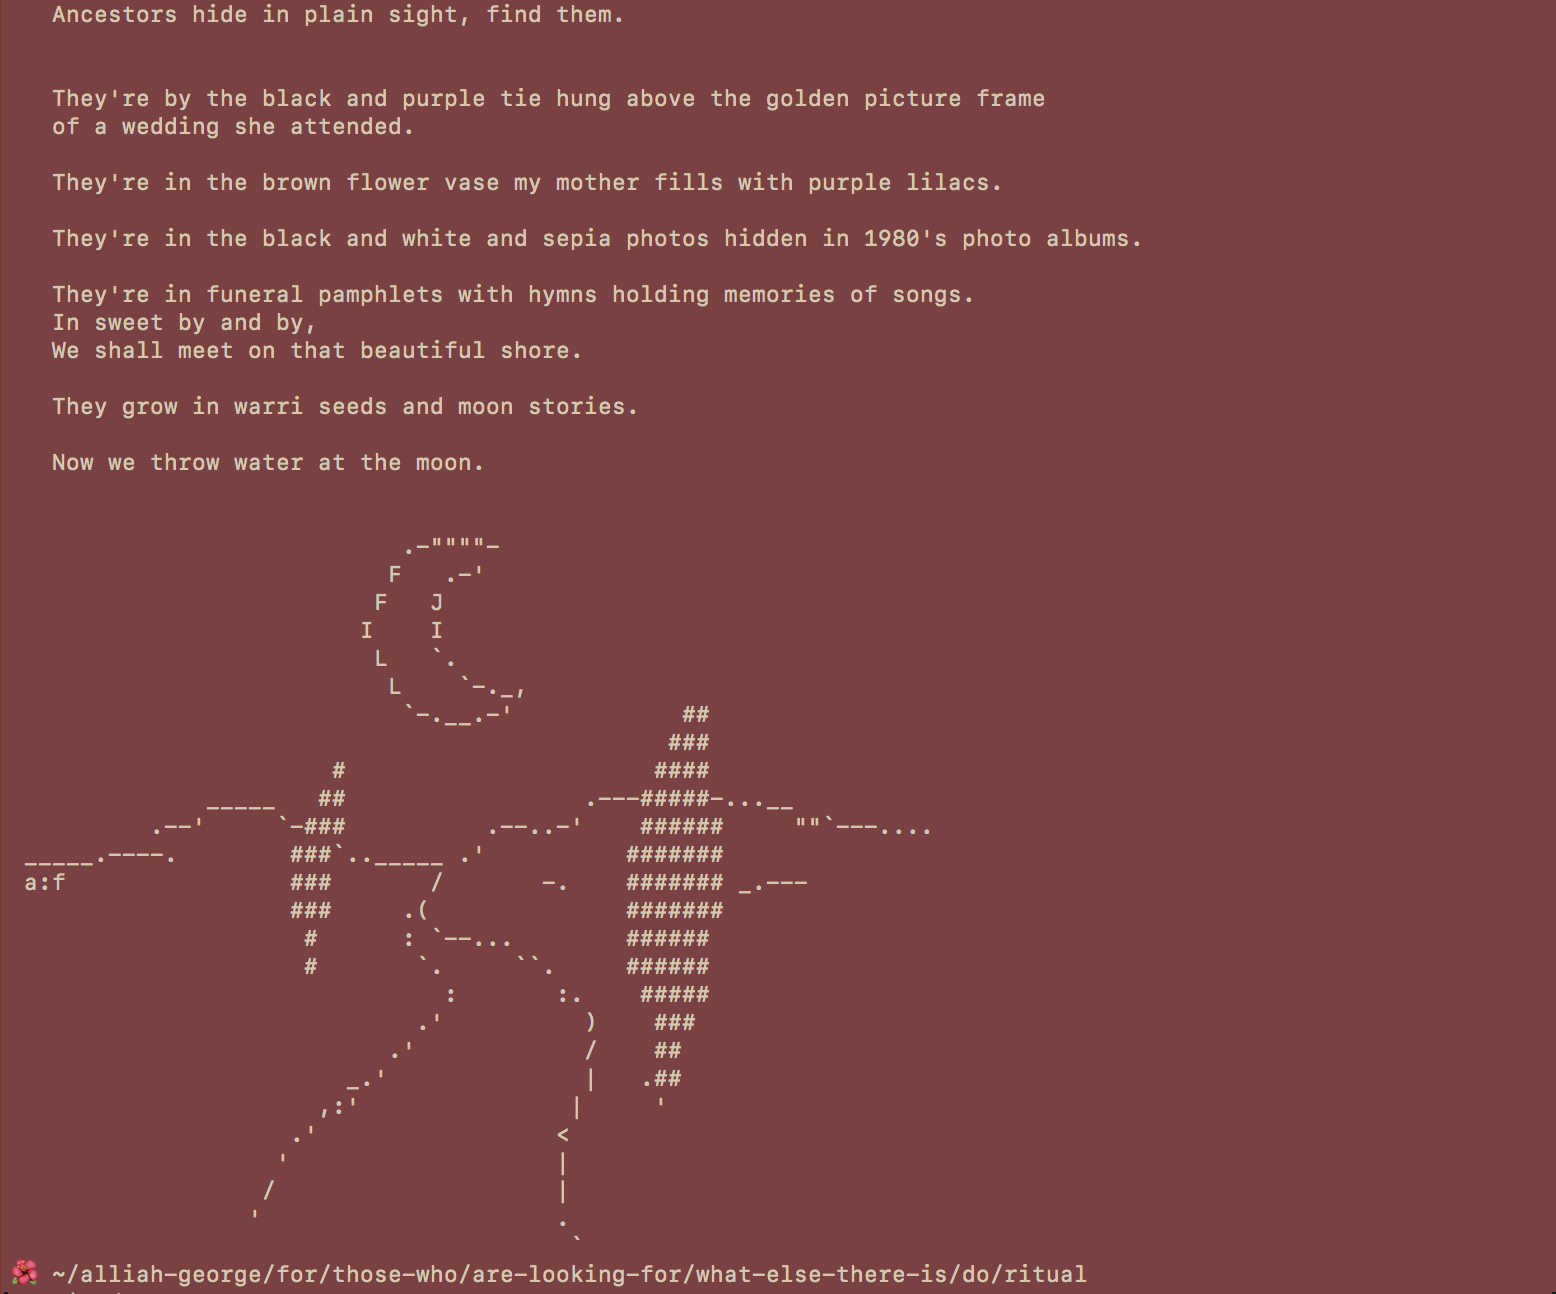 Ancestors hide in plain sight, find them.
They're by the black and purple tie hung above the golden picture frame
of a wedding she attended.
They're in the brown flower vase my mother fills with purple lilacs.
They're in the black and white and sepia photos hidden in 1980's photo albums.
They're in funeral pamphlets with hymns holding memories of songs.
In sweet by and by,
We shall meet on that beautiful shore.
They grow in warri seeds and moon stories.
Now we throw water at the moon.
a:f
~/alliah-george/for/those-who/are-looking-for/what-else-there-is/do/ritual